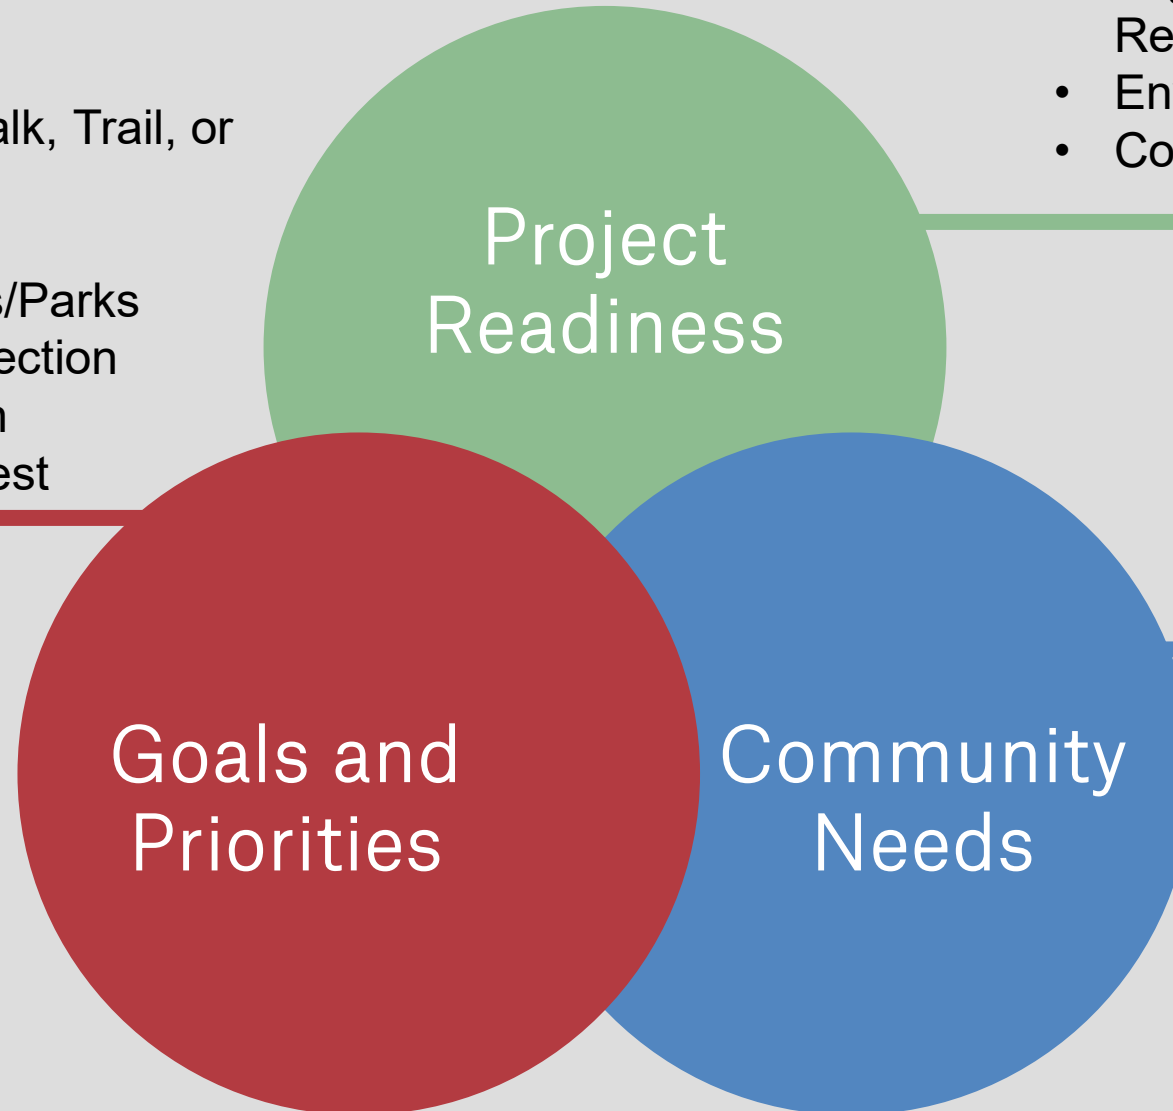 alk, Trail, or
s/Parks
ection
est
Re
• En
• Co
Project
Readiness
Goals and
Priorities
Community
Needs